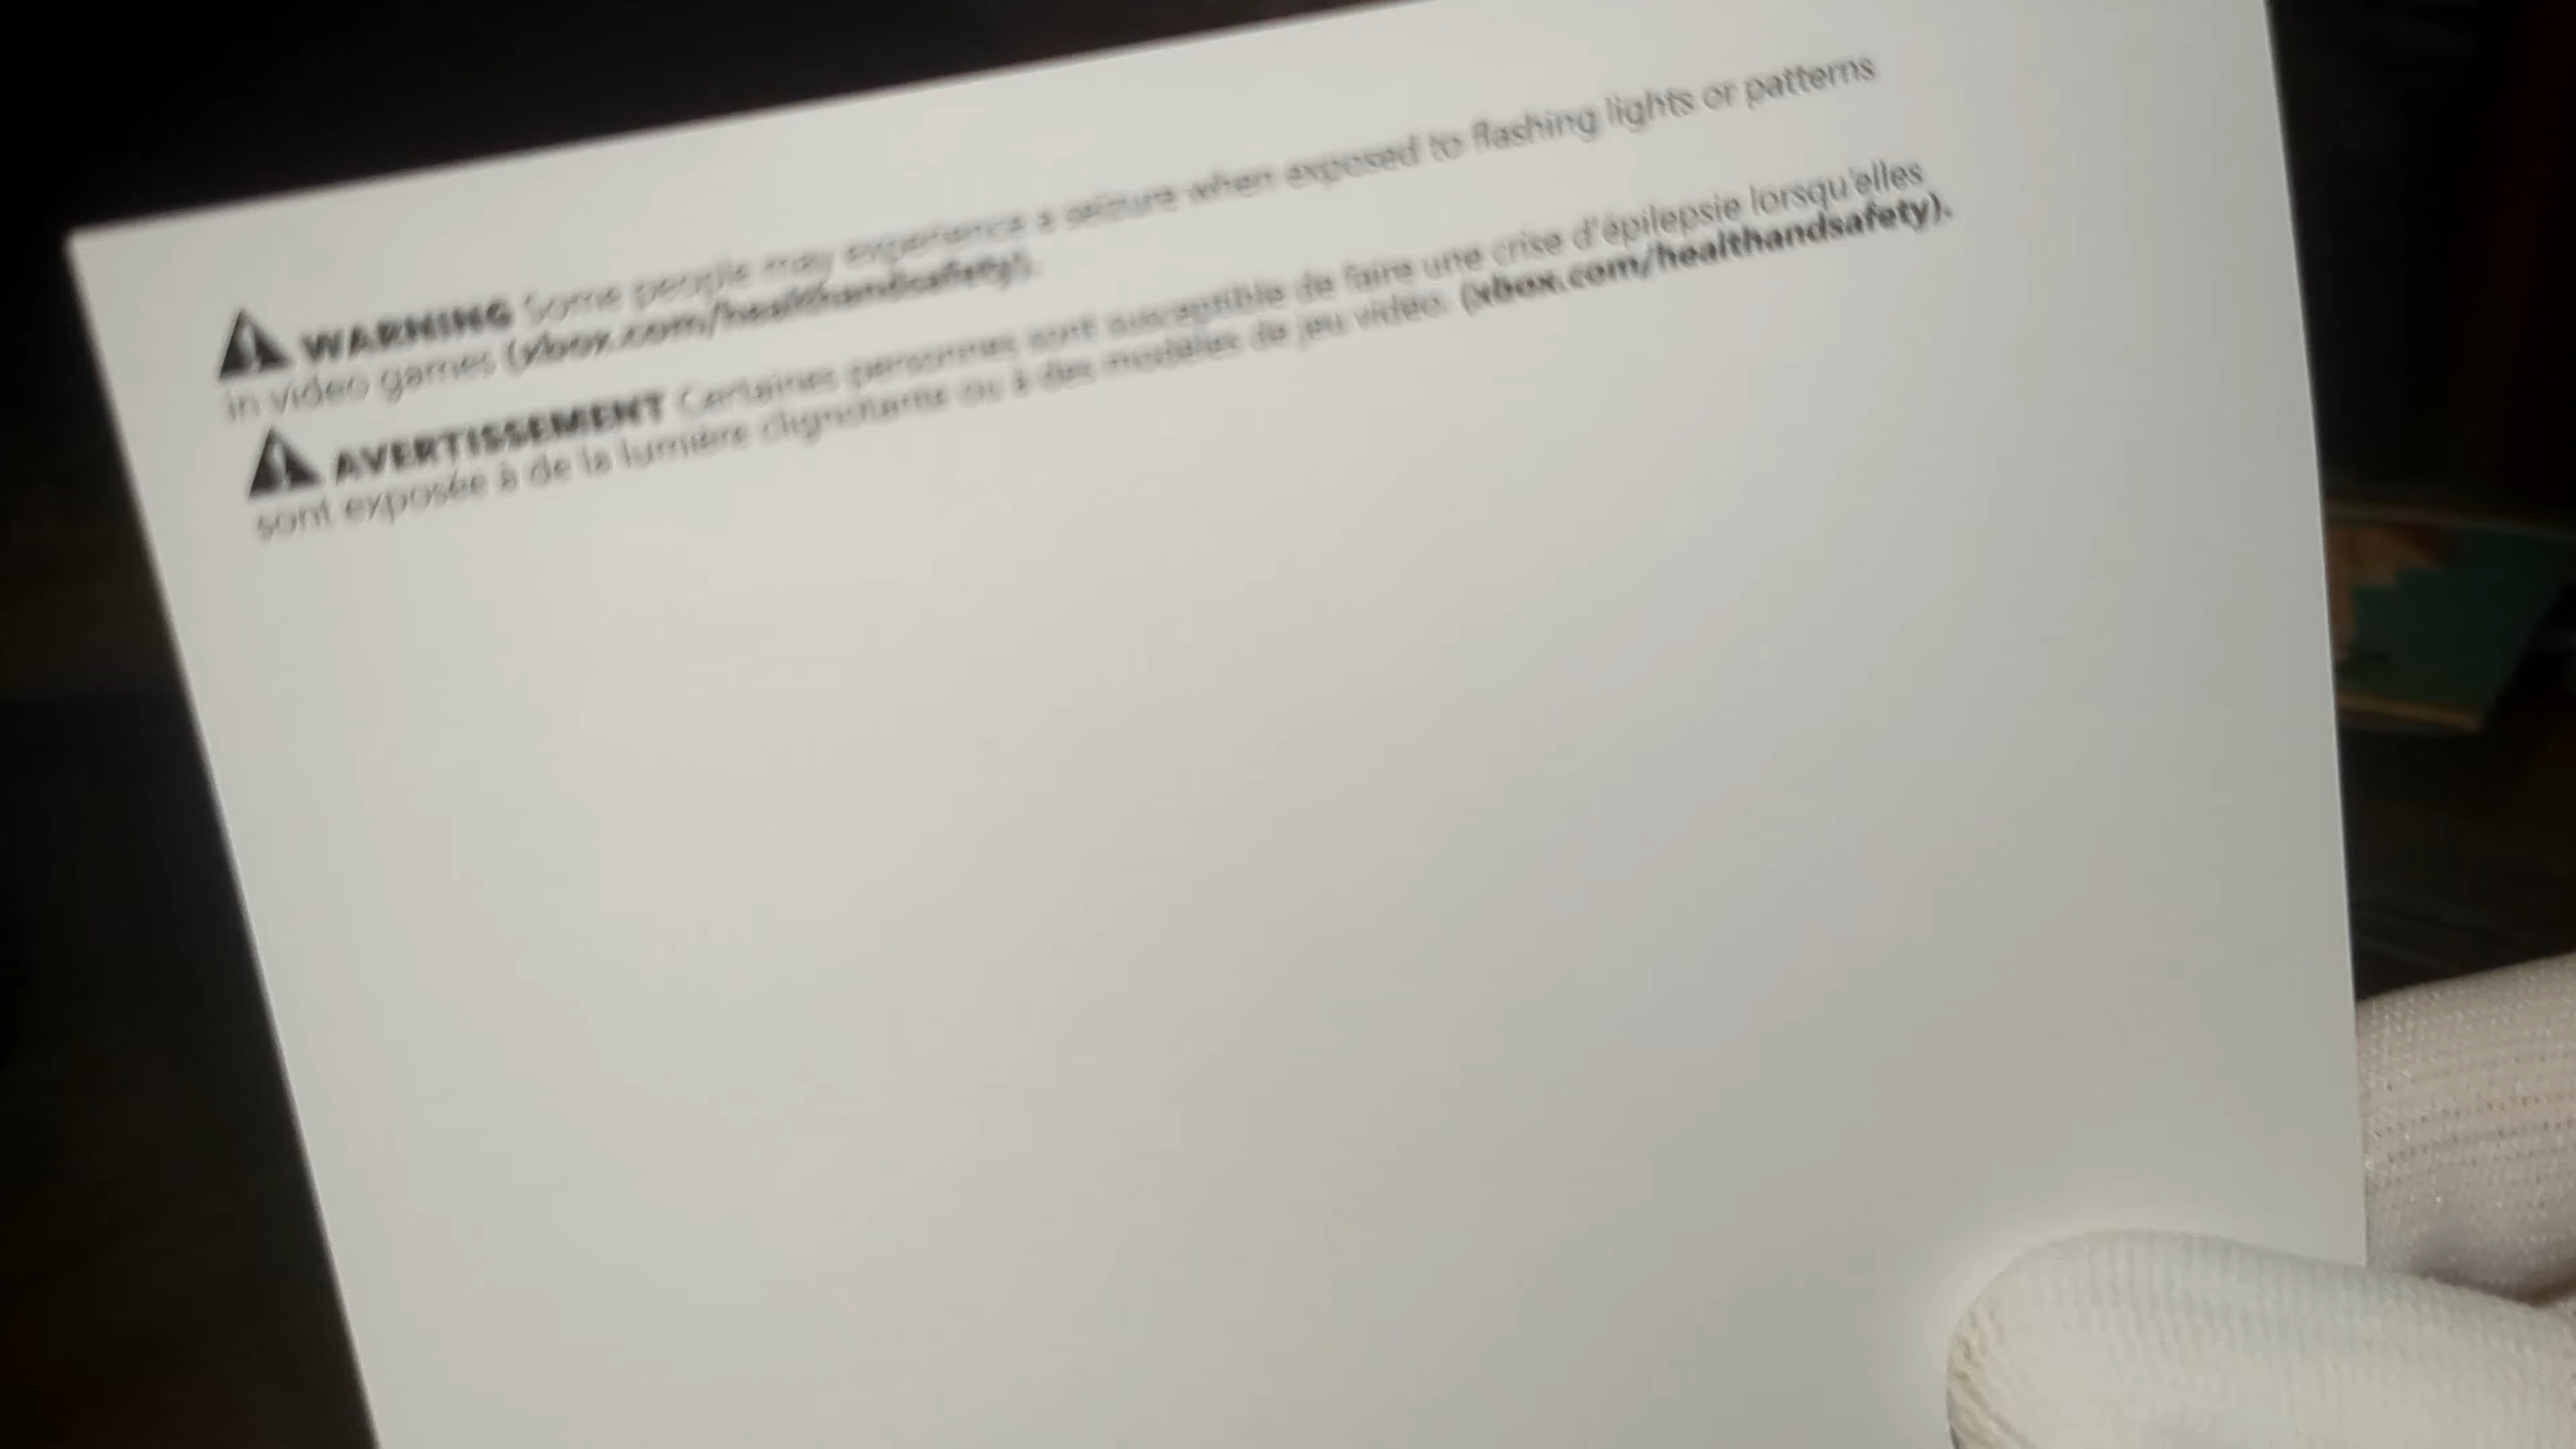 WARNING Some people may experience a seizure when exposed to flashing lights or patterns
in video games (xbox.com/healthandsafety).
AVERTISSEMENT Certaines personnes sont susceptible de faire une crise d'épilepsie lorsqu'elles
sont exposée à de la lumière clignotante ou à des modèles de jeu vidéo. (xbox.com/healthandsafety).